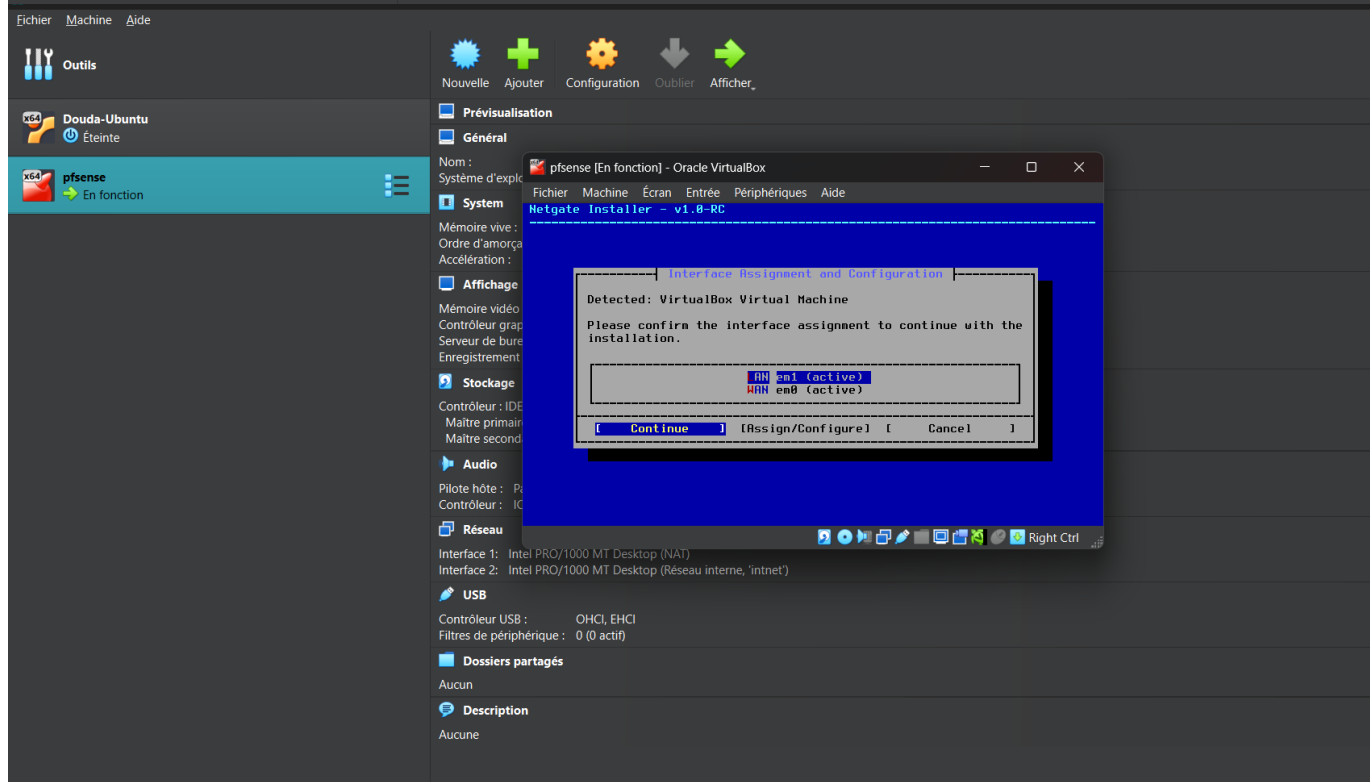 Fichier Machine Aide
Outils
Nouvelle Ajouter Configuration Oublier Afficher
x64 Douda-Ubuntu
Éteinte
x64 pfsense
En fonction
Prévisualisation
Général
Nom :
Système d'explo
System
Mémoire vive :
Ordre d'amorça
Accélération :
Affichage
Mémoire vidéo
Contrôleur grap
Serveur de bure
Enregistrement
Stockage
Contrôleur : IDE
Maître primair
Maître second
Audio
Pilote hôte : Pa
Contrôleur : IC
Réseau
Interface 1: Intel PRO/1000 MT Desktop (NAT)
Interface 2: Intel PRO/1000 MT Desktop (Réseau interne, 'intnet')
USB
Contrôleur USB : OHCI, EHCI
Filtres de périphérique : 0 (0 actif)
Dossiers partagés
Aucun
Description
Aucune
pfsense [En fonction] - Oracle VirtualBox
Fichier Machine Écran Entrée Périphériques Aide
Netgate Installer - v1.0-RC
Interface Assignment and Configuration
Detected: VirtualBox Virtual Machine
Please confirm the interface assignment to continue with the
installation.
LAN em1 (active)
WAN em0 (active)
[ Continue ] [Assign/Configure] [ Cancel ]
Right Ctrl